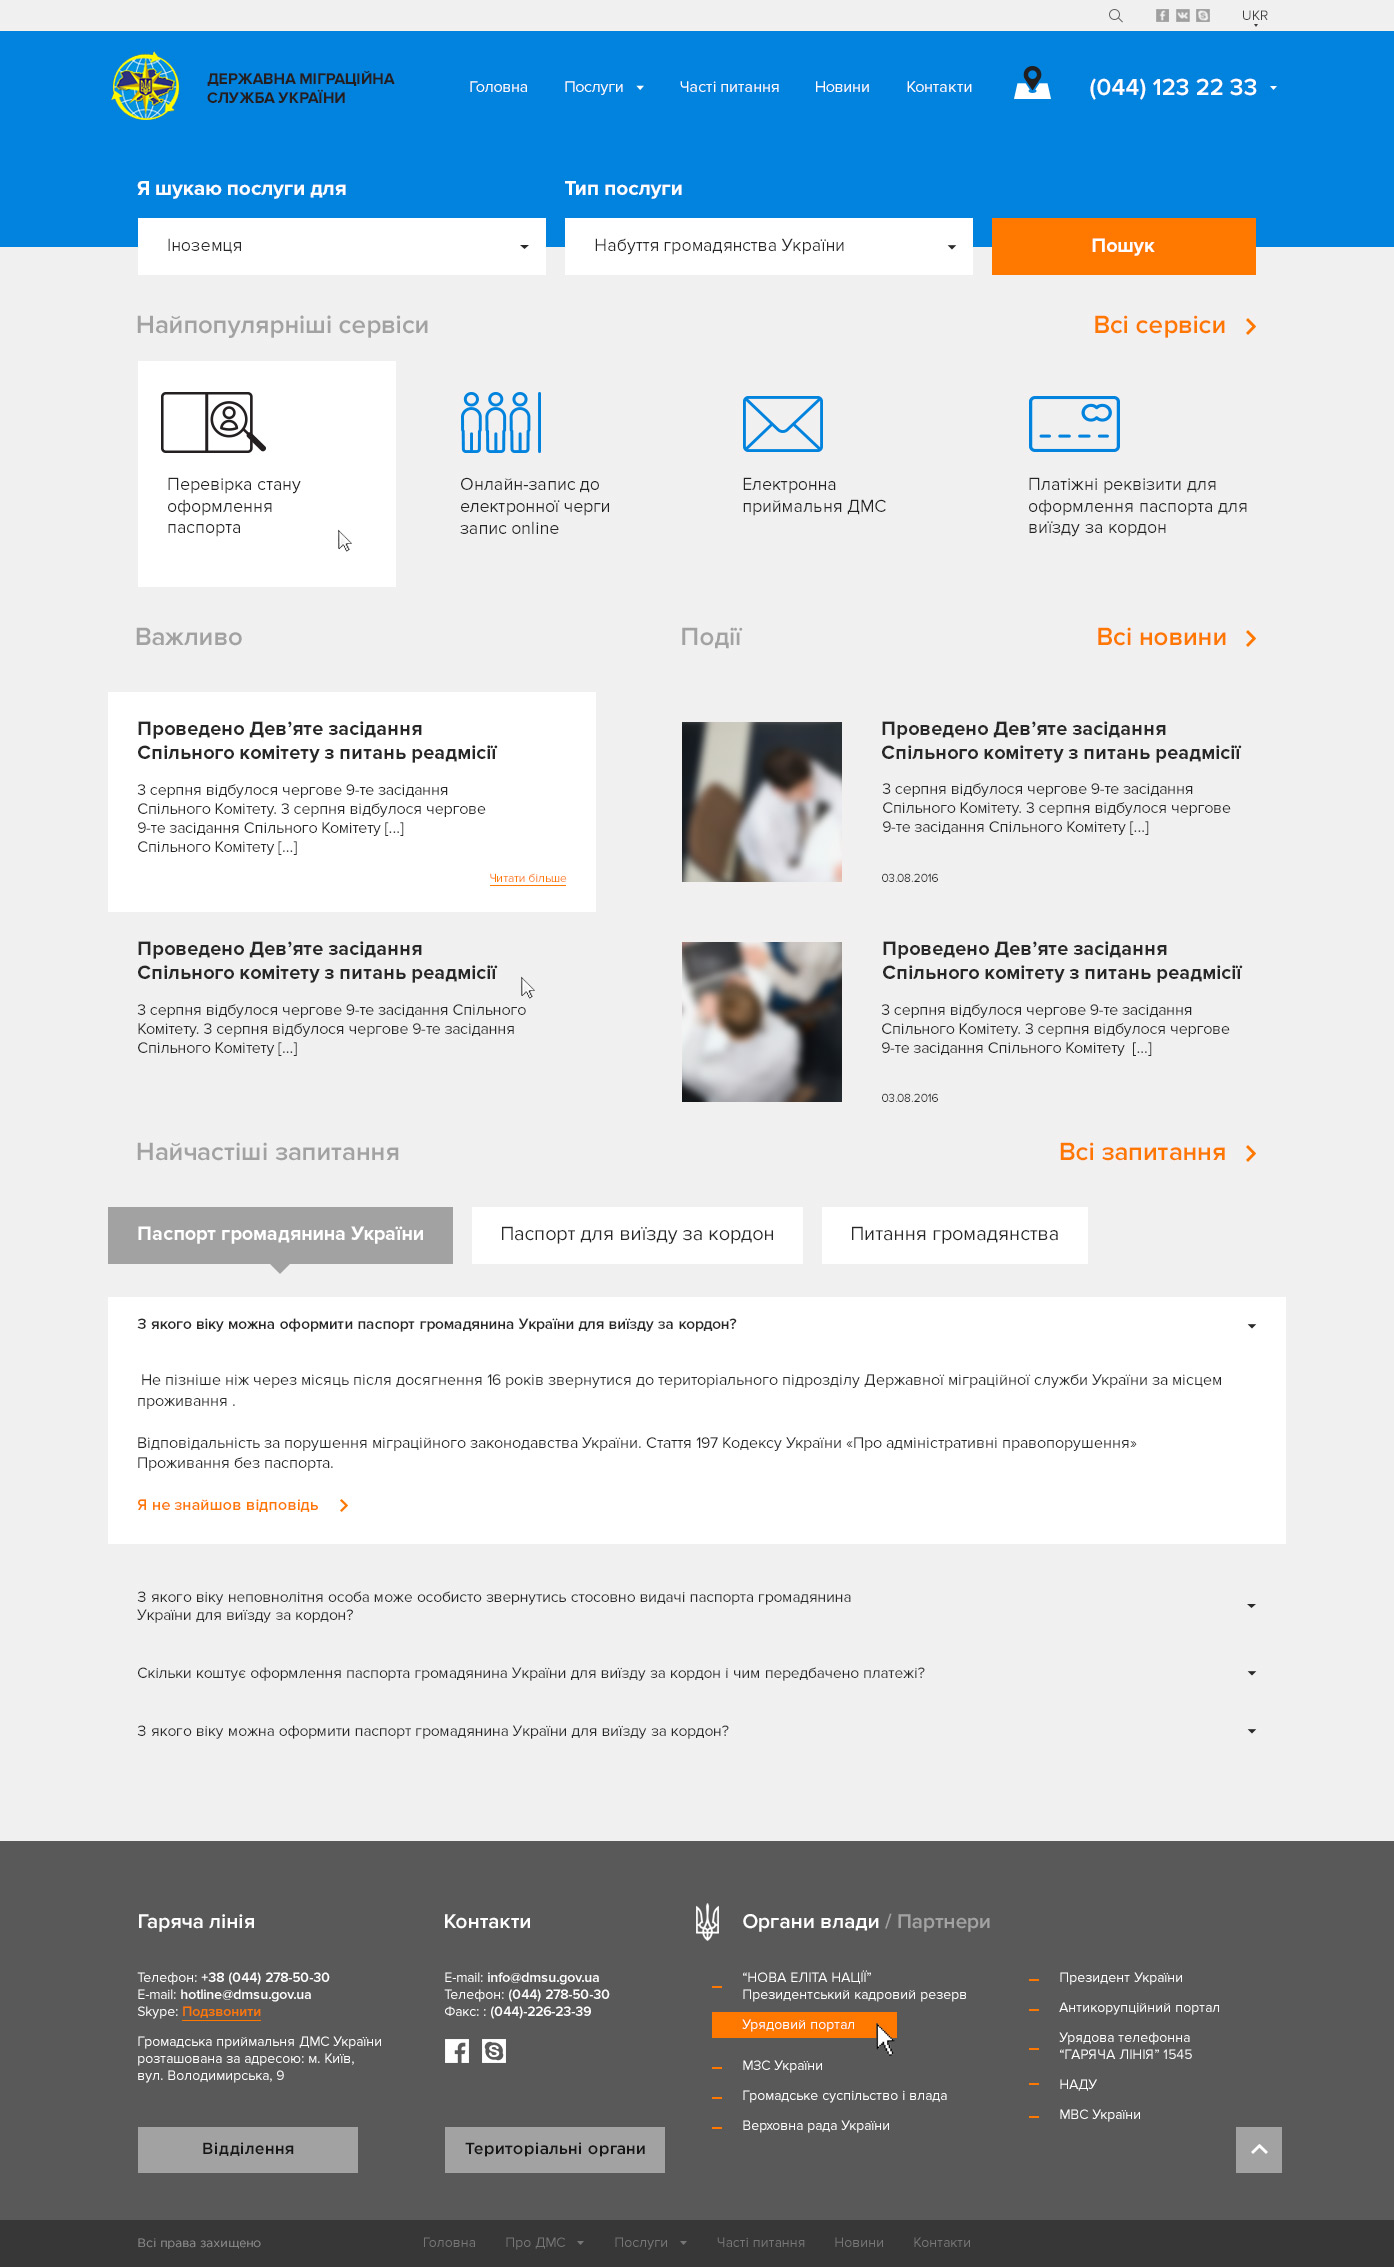 UKR
ДЕРЖАВНА МІГРАЦІЙНА
СЛУЖБА УКРАЇНИ
Головна
Послуги
Часті питання
Новини
Контакти
(044) 123 22 33
Я шукаю послуги для
Тип послуги
Іноземця
Набуття громадянства України
Пошук
Найпопулярніші сервіси
Всі сервіси
Перевірка стану
оформлення
паспорта
Онлайн-запис до
електронної черги
запис online
Електронна
приймальня ДМС
Платіжні реквізити для
оформлення паспорта для
виїзду за кордон
Важливо
Події
Всі новини
Проведено Дев’яте засідання
Спільного комітету з питань реадмісії
З серпня відбулося чергове 9-те засідання
Спільного Комітету. З серпня відбулося чергове
9-те засідання Спільного Комітету [...]
Спільного Комітету [...]
Читати більше
Проведено Дев’яте засідання
Спільного комітету з питань реадмісії
З серпня відбулося чергове 9-те засідання
Спільного Комітету. З серпня відбулося чергове
9-те засідання Спільного Комітету [...]
03.08.2016
Проведено Дев’яте засідання
Спільного комітету з питань реадмісії
З серпня відбулося чергове 9-те засідання Спільного
Комітету. З серпня відбулося чергове 9-те засідання
Спільного Комітету [...]
Проведено Дев’яте засідання
Спільного комітету з питань реадмісії
З серпня відбулося чергове 9-те засідання
Спільного Комітету. З серпня відбулося чергове
9-те засідання Спільного Комітету  [...]
03.08.2016
Найчастіші запитання
Всі запитання
Паспорт громадянина України
Паспорт для виїзду за кордон
Питання громадянства
З якого віку можна оформити паспорт громадянина України для виїзду за кордон?
Не пізніше ніж через місяць після досягнення 16 років звернутися до територіального підрозділу Державної міграційної служби України за місцем
проживання .
Відповідальність за порушення міграційного законодавства України. Стаття 197 Кодексу України «Про адміністративні правопорушення»
Проживання без паспорта.
Я не знайшов відповідь
З якого віку неповнолітня особа може особисто звернутись стосовно видачі паспорта громадянина
України для виїзду за кордон?
Скільки коштує оформлення паспорта громадянина України для виїзду за кордон і чим передбачено платежі?
З якого віку можна оформити паспорт громадянина України для виїзду за кордон?
Гаряча лінія
Телефон: +38 (044) 278-50-30
E-mail: hotline@dmsu.gov.ua
Skype: Подзвонити
Громадська приймальня ДМС України
розташована за адресою: м. Київ,
вул. Володимирська, 9
Відділення
Контакти
E-mail: info@dmsu.gov.ua
Телефон: (044) 278-50-30
Факс: : (044)-226-23-39
Територіальні органи
Органи влади / Партнери
“НОВА ЕЛІТА НАЦІЇ”
Президентський кадровий резерв
Урядовий портал
МЗС України
Громадське суспільство і влада
Верховна рада України
Президент України
Антикорупційний портал
Урядова телефонна
“ГАРЯЧА ЛІНІЯ” 1545
НАДУ
МВС України
Всі права захищено
Головна
Про ДМС
Послуги
Часті питання
Новини
Контакти